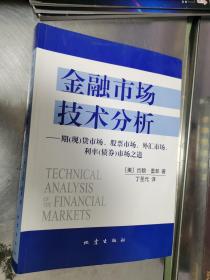 金融市场
技术分析
——期(现)货市场、股票市场、外汇市场、
利率(债券)市场之道
[美] 约翰·墨菲 著
丁圣元 译
TECHNICAL
ANALYSIS
OF THE FINANCIAL
MARKETS
地震出版社